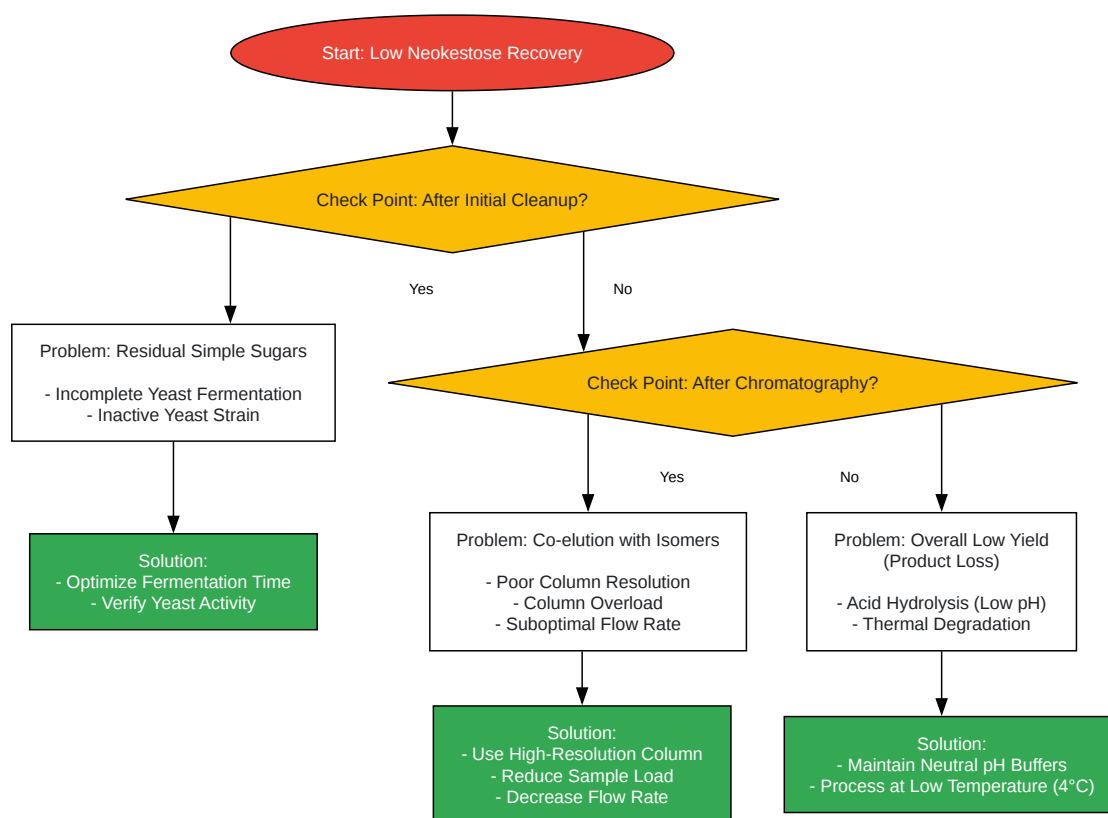 Start: Low Neokestose Recovery
Check Point: After Initial Cleanup?
Yes
No
Problem: Residual Simple Sugars
- Incomplete Yeast Fermentation
- Inactive Yeast Strain
Check Point: After Chromatography?
Yes
No
Solution:
- Optimize Fermentation Time
- Verify Yeast Activity
Problem: Co-elution with Isomers
- Poor Column Resolution
- Column Overload
- Suboptimal Flow Rate
Problem: Overall Low Yield
(Product Loss)
- Acid Hydrolysis (Low pH)
- Thermal Degradation
Solution:
- Use High-Resolution Column
- Reduce Sample Load
- Decrease Flow Rate
Solution:
- Maintain Neutral pH Buffers
- Process at Low Temperature (4°C)